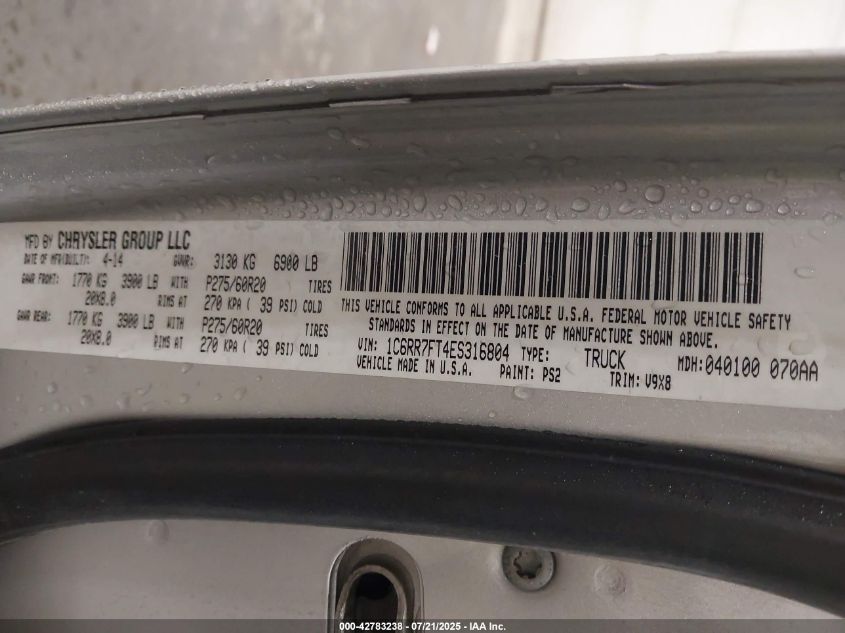 MFD BY CHRYSLER GROUP LLC
DATE OF MFR(BUILT): 4-14 GVWR: 3130 KG 6900 LB
GAWR FRONT: 1770 KG 3900 LB WITH P275/60R20 TIRES
20X8.0 RIMS AT 270 KPA ( 39 PSI) COLD
GAWR REAR: 1770 KG 3900 LB WITH P275/60R20 TIRES
20X8.0 RIMS AT 270 KPA ( 39 PSI) COLD
THIS VEHICLE CONFORMS TO ALL APPLICABLE U.S.A. FEDERAL MOTOR VEHICLE SAFETY
STANDARDS IN EFFECT ON THE DATE OF MANUFACTURE SHOWN ABOVE.
VIN: 1C6RR7FT4ES316804 TYPE: TRUCK MDH:040100 070AA
VEHICLE MADE IN U.S.A. PAINT: PS2 TRIM: V9X8
000-42783238 - 07/21/2025 - IAA Inc.